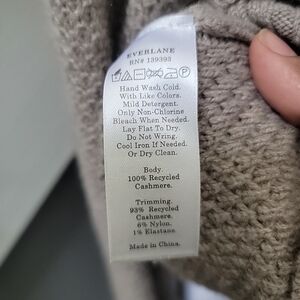 EVERLANE
RN# 139393
Hand Wash Cold.
With Like Colors.
Mild Detergent.
Only Non-Chlorine
Bleach When Needed.
Lay Flat To Dry.
Do Not Wring.
Cool Iron If Needed.
Or Dry Clean.
Body.
100% Recycled
Cashmere.
Trimming.
93% Recycled
Cashmere.
6% Nylon.
1% Elastane.
Made in China.